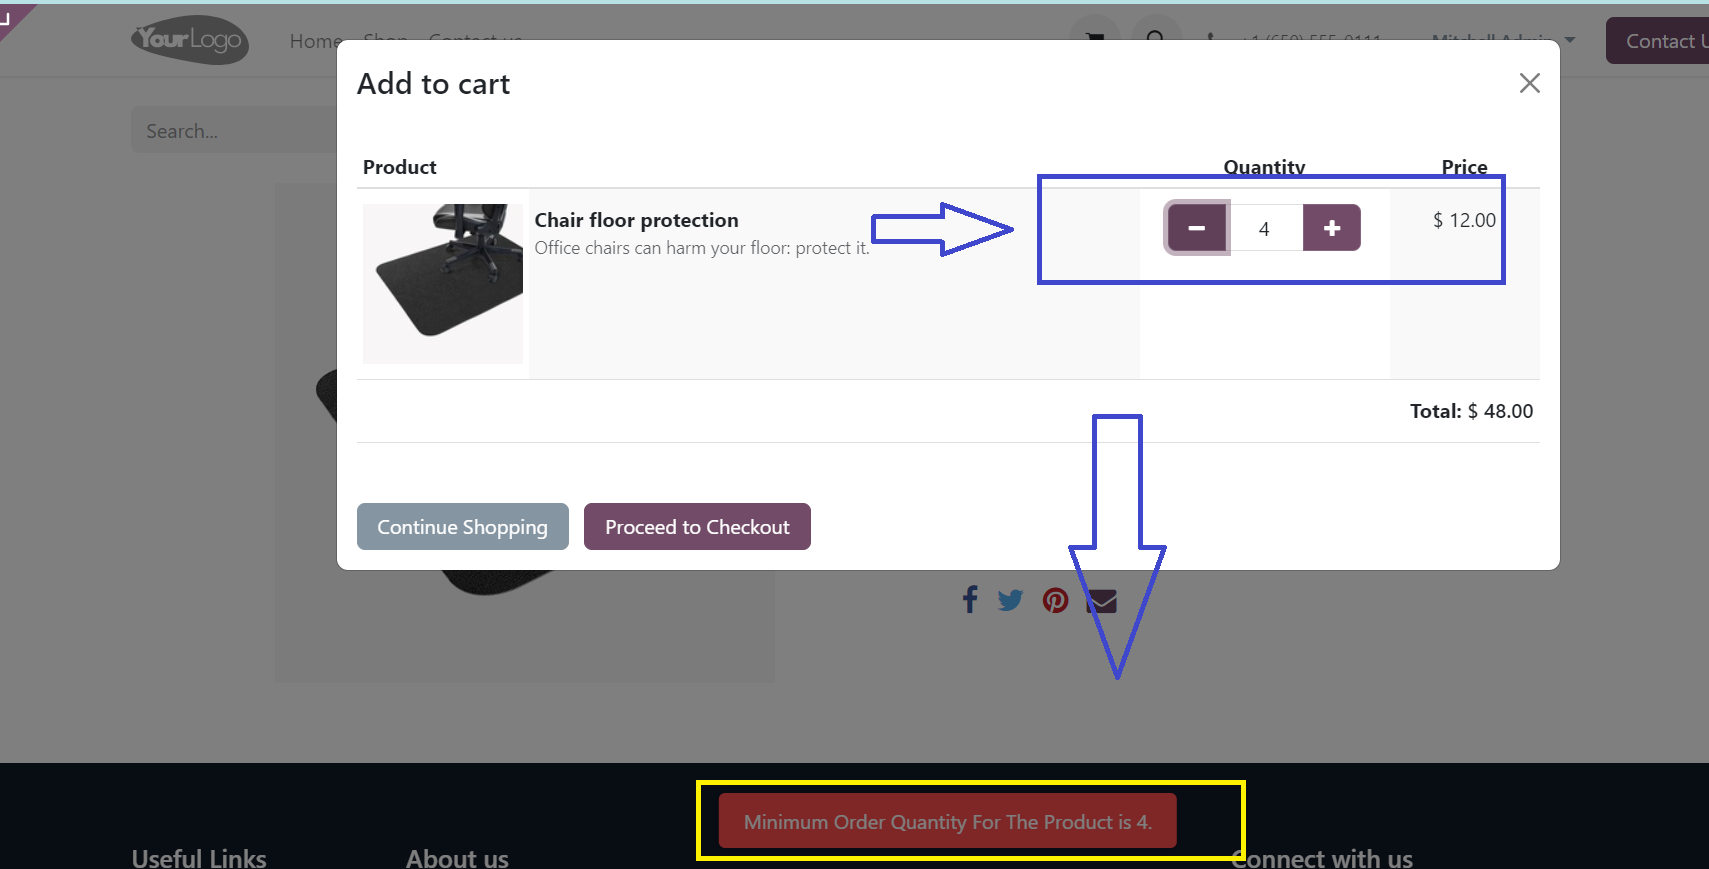 YourLogo
Home Shop Contact us +1 (650) 555-0111 Mitchell Admin Contact U
Add to cart
Search...
Product Quantity Price
Chair floor protection 4 $ 12.00
Office chairs can harm your floor: protect it.
Total: $ 48.00
Continue Shopping Proceed to Checkout
Minimum Order Quantity For The Product is 4.
Useful Links About us Connect with us